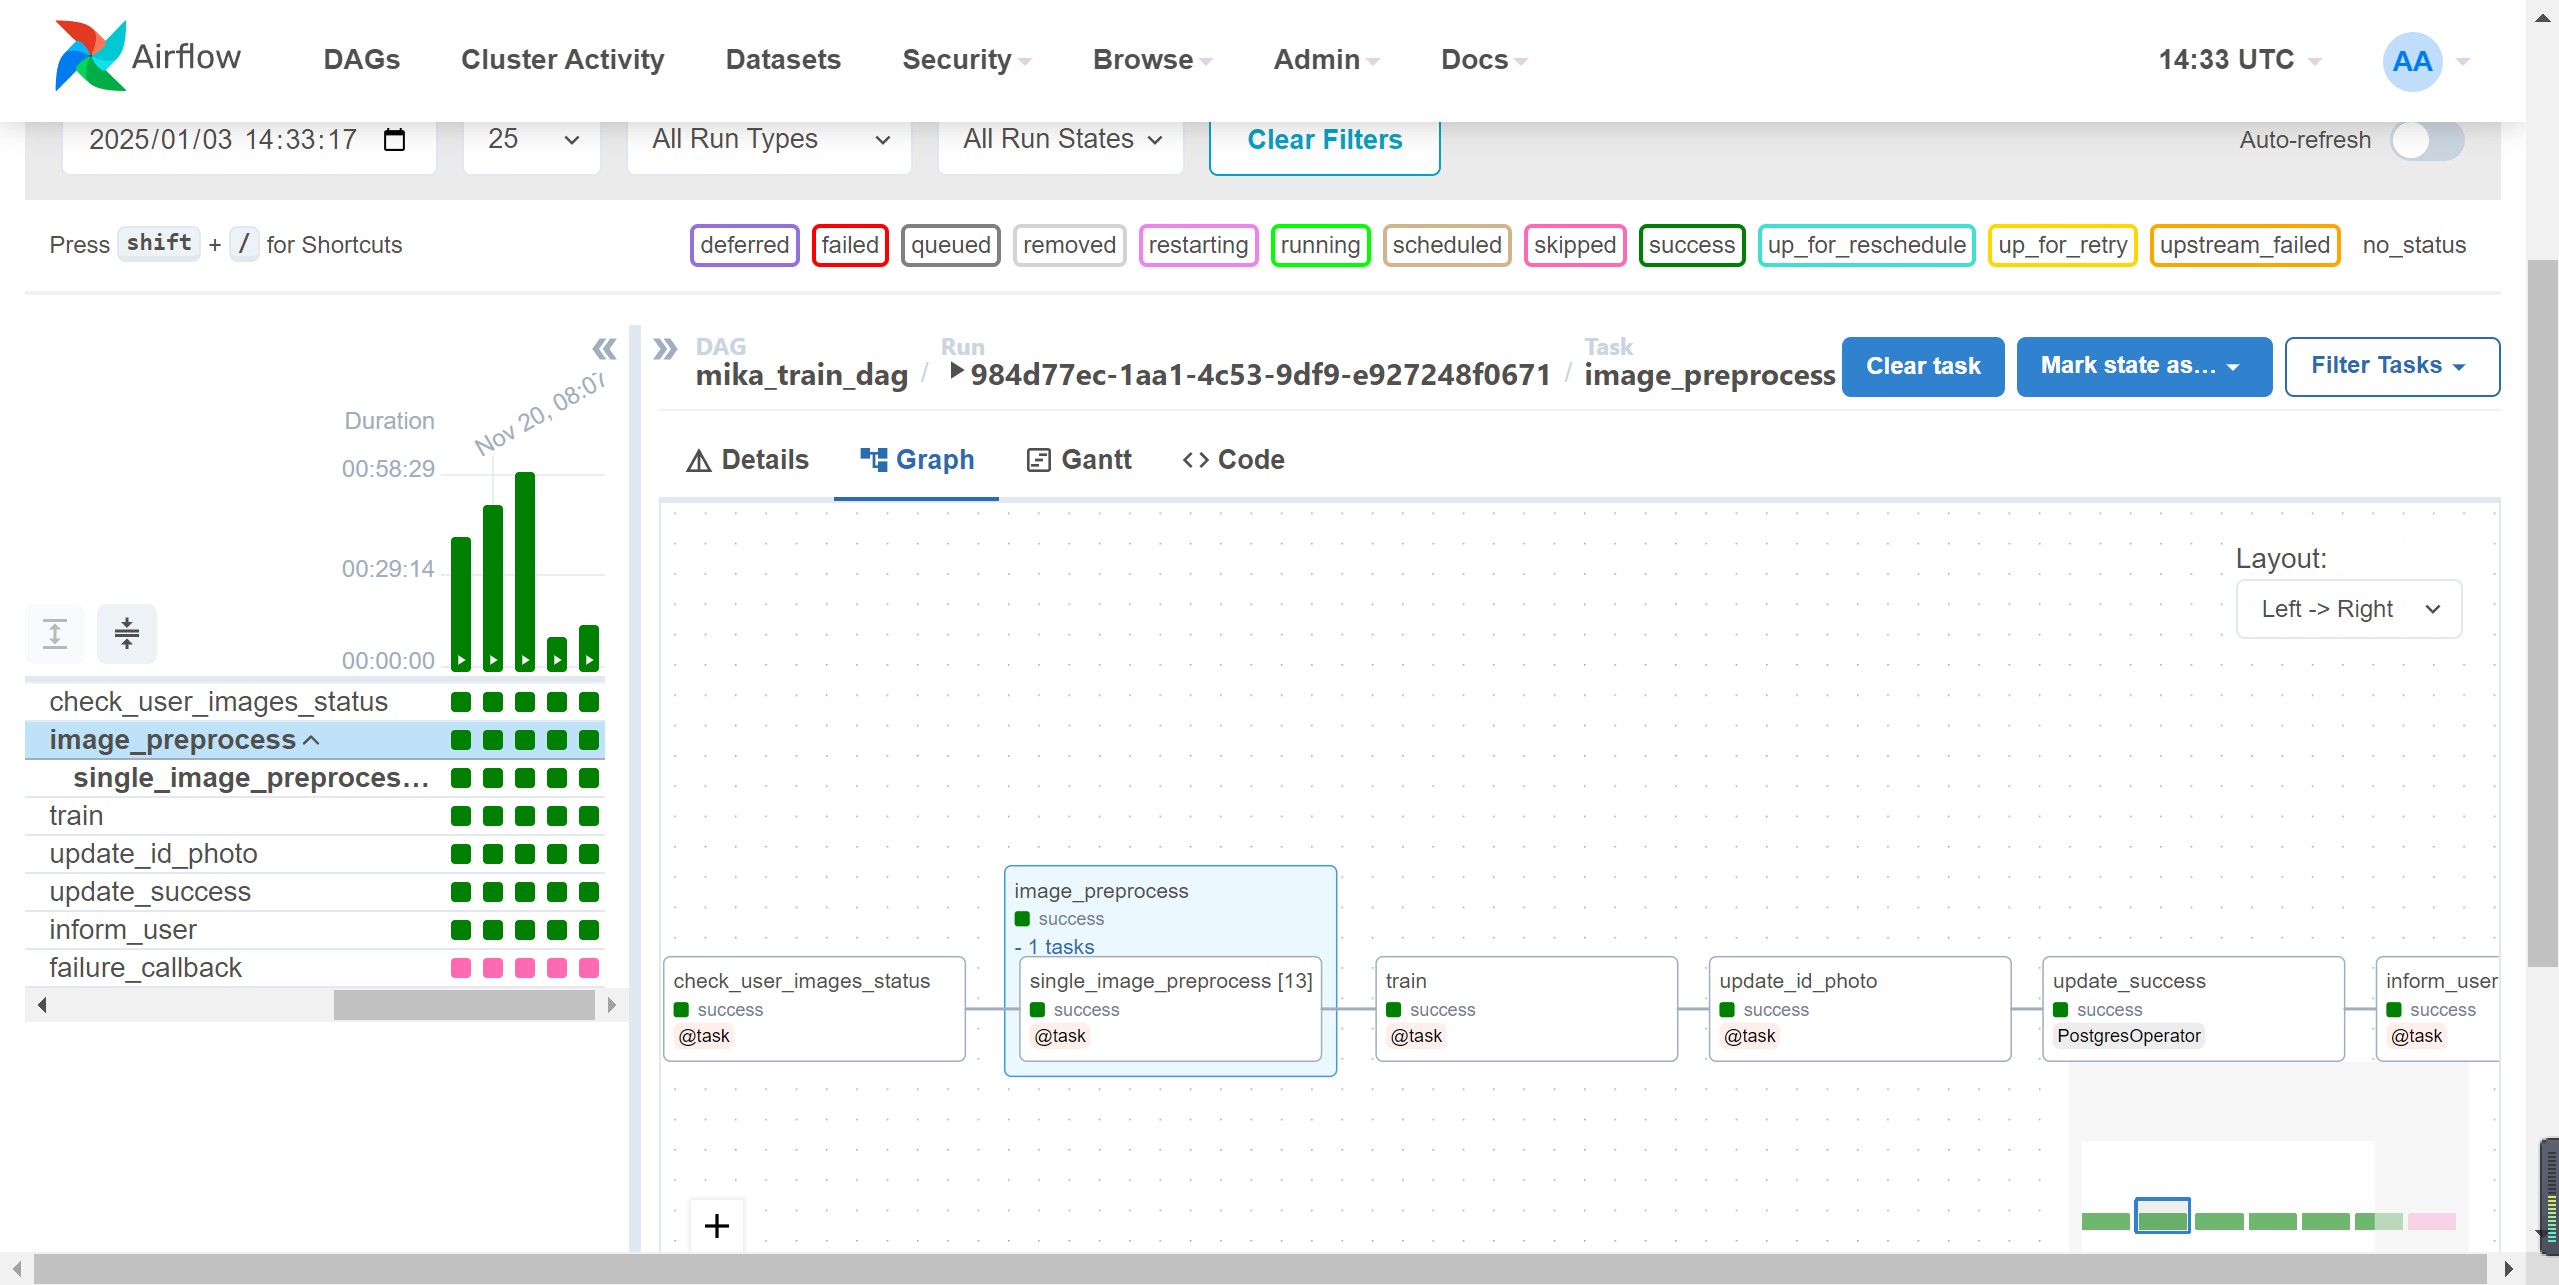 Airflow
DAGs
Cluster Activity
Datasets
Security
Browse
Admin
Docs
14:33 UTC
AA
2025/01/03 14:33:17
25
All Run Types
All Run States
Clear Filters
Auto-refresh
Press shift + / for Shortcuts
deferred
failed
queued
removed
restarting
running
scheduled
skipped
success
up_for_reschedule
up_for_retry
upstream_failed
no_status
Duration
Nov 20, 08:07
00:58:29
00:29:14
00:00:00
check_user_images_status
image_preprocess
single_image_preproces...
train
update_id_photo
update_success
inform_user
failure_callback
DAG
mika_train_dag
/
Run
984d77ec-1aa1-4c53-9df9-e927248f0671
/
Task
image_preprocess
Clear task
Mark state as...
Filter Tasks
Details
Graph
Gantt
Code
Layout:
Left -> Right
image_preprocess
success
- 1 tasks
check_user_images_status
success
@task
single_image_preprocess [13]
success
@task
train
success
@task
update_id_photo
success
@task
update_success
success
PostgresOperator
inform_user
success
@task